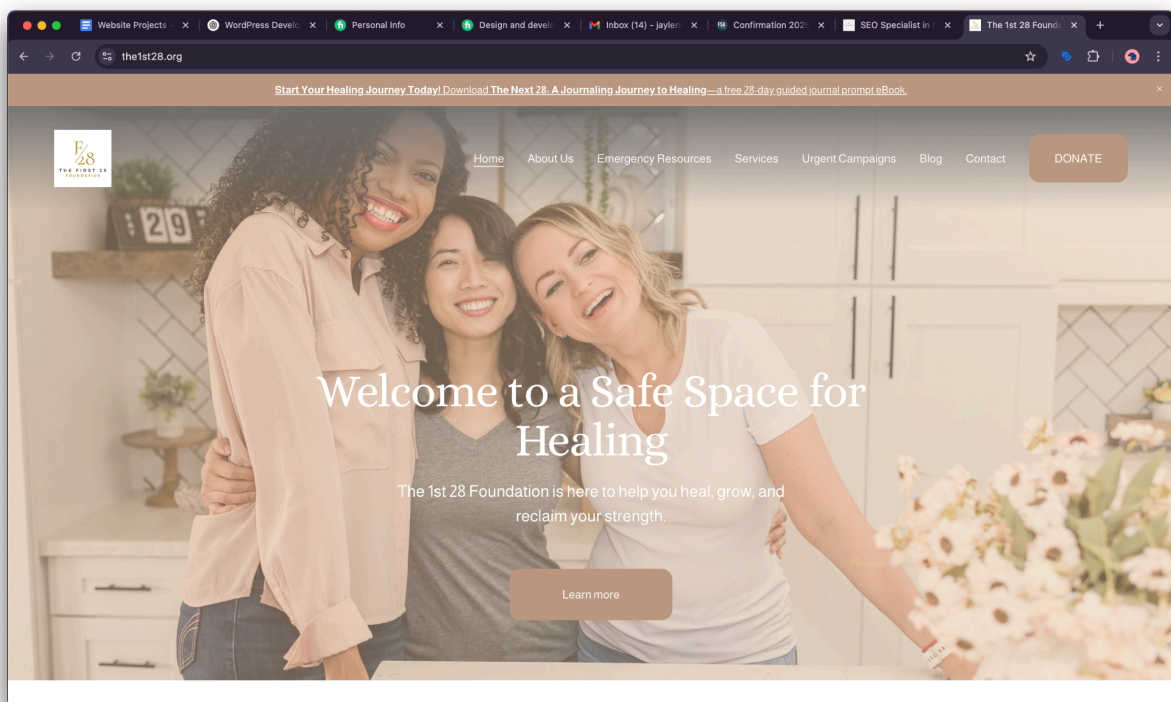 Website Projects -
WordPress Develo
Personal Info
Design and develo
Inbox (14) - jaylen
FSA
Confirmation 2025
SEO Specialist in
The 1st 28 Founda
the1st28.org
Start Your Healing Journey Today! Download The Next 28: A Journaling Journey to Healing—a free 28-day guided journal prompt eBook.
F/28
THE FIRST 28
FOUNDATION
Home
About Us
Emergency Resources
Services
Urgent Campaigns
Blog
Contact
DONATE
29
Welcome to a Safe Space for
Healing
The 1st 28 Foundation is here to help you heal, grow, and
reclaim your strength.
Learn more